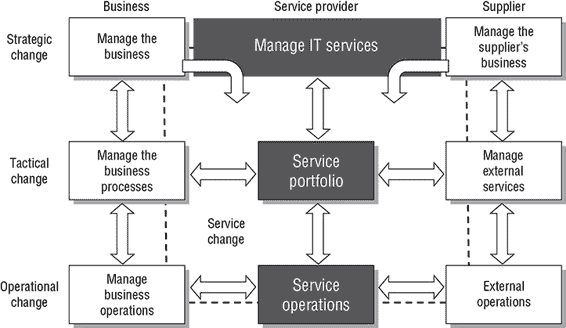 Business
Service provider
Supplier
Strategic
change
Manage the
business
Manage IT services
Manage the
supplier's
business
Tactical
change
Manage the
business
processes
Service
portfolio
Manage
external
services
Service
change
Operational
change
Manage
business
operations
Service
operations
External
operations